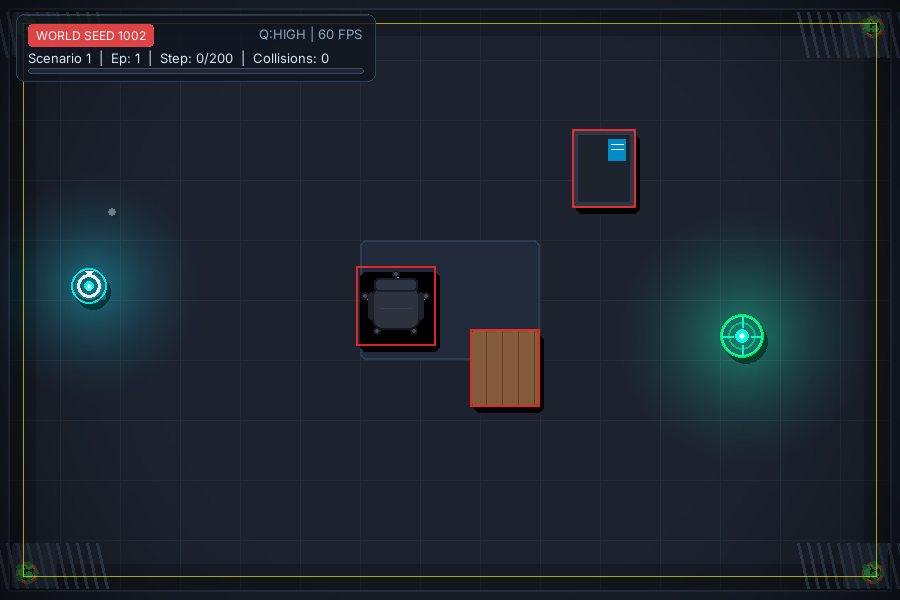 WORLD SEED 1002
Q:HIGH | 60 FPS
Scenario 1 | Ep: 1 | Step: 0/200 | Collisions: 0